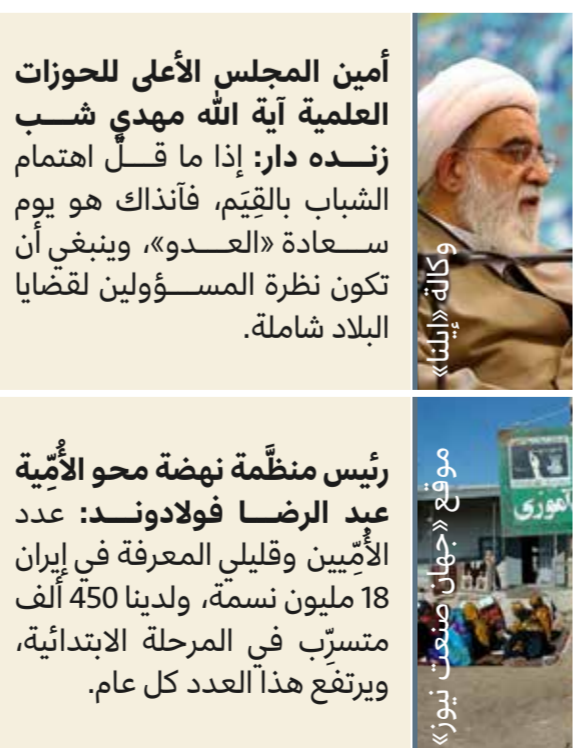 أمين المجلس الأعلى للحوزات
العلمية آية الله مهدي شب
زنده دار: إذا ما قلَّ اهتمام
الشباب بالقِيَم، فآنذاك هو يوم
سعادة «العدو»، وينبغي أن
تكون نظرة المسؤولين لقضايا
البلاد شاملة.
وكالة «إيلنا»
رئيس منظَّمة نهضة محو الأُمِّية
عبد الرضا فولادوند: عدد
الأُمِّيين وقليلي المعرفة في إيران
18 مليون نسمة، ولدينا 450 ألف
متسرِّب في المرحلة الابتدائية،
ويرتفع هذا العدد كل عام.
موقع «جهان صنعت نيوز»
آموزی